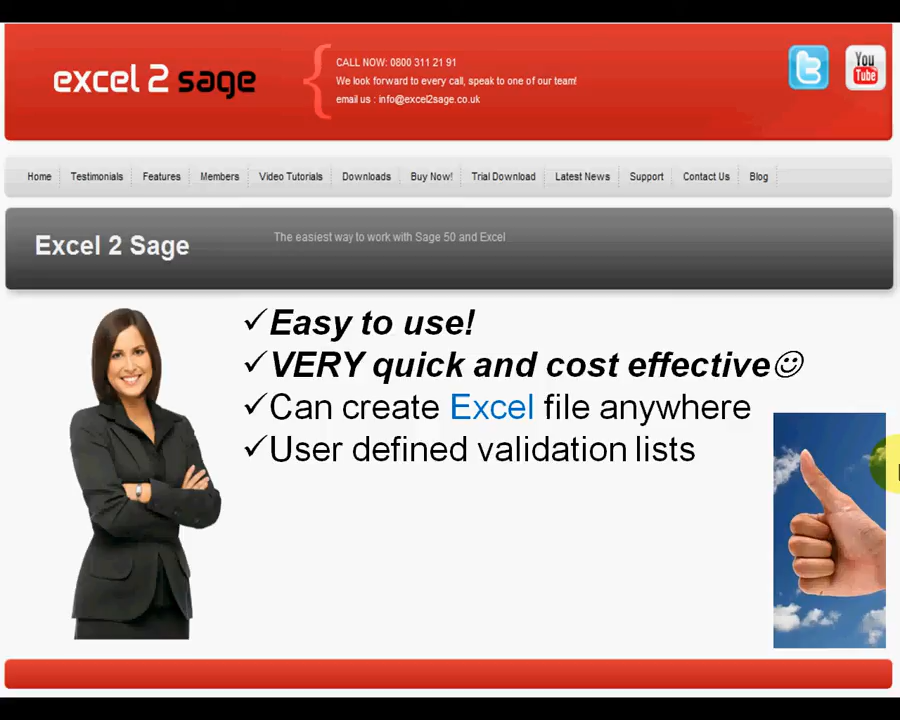 excel 2 sage
CALL NOW: 0800 311 21 91
We look forward to every call, speak to one of our team!
email us : info@excel2sage.co.uk
You
Tube
Home Testimonials Features Members Video Tutorials Downloads Buy Now! Trial Download Latest News Support Contact Us Blog
Excel 2 Sage
The easiest way to work with Sage 50 and Excel
✓Easy to use!
✓VERY quick and cost effective☺
✓Can create Excel file anywhere
✓User defined validation lists